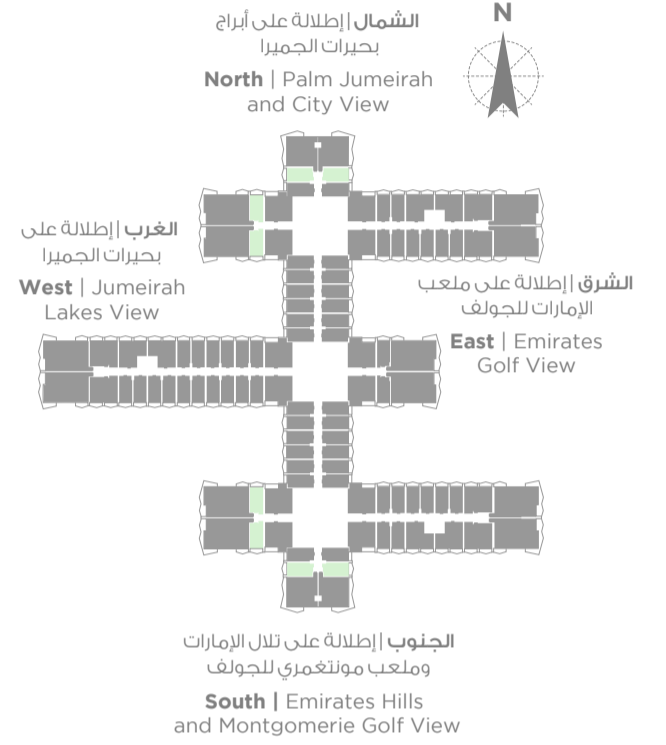 الشمال | إطلالة على أبراج
بحيرات الجميرا
North | Palm Jumeirah
and City View
N
الغرب | إطلالة على
بحيرات الجميرا
West | Jumeirah
Lakes View
الشرق | إطلالة على ملعب
الإمارات للجولف
East | Emirates
Golf View
الجنوب | إطلالة على تلال الإمارات
وملعب مونتغمري للجولف
South | Emirates Hills
and Montgomerie Golf View